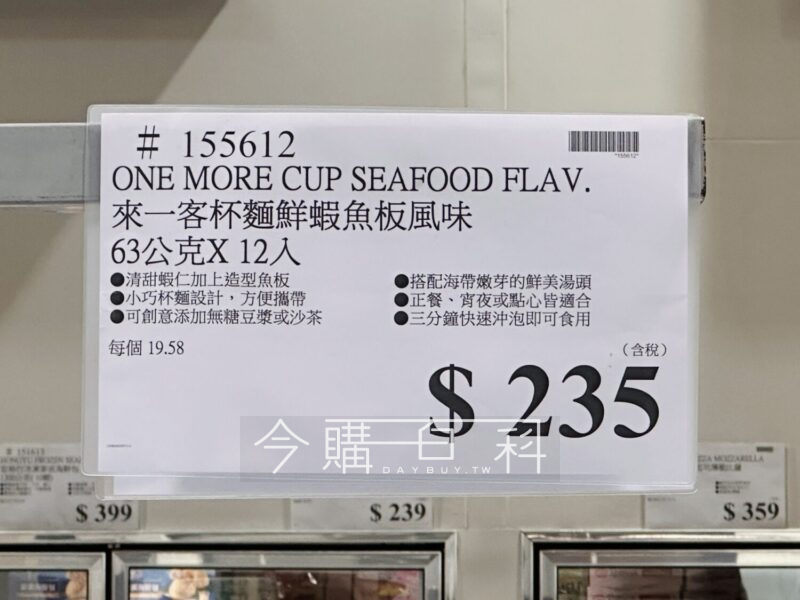 # 155612
*155612*
ONE MORE CUP SEAFOOD FLAV.
來一客杯麵鮮蝦魚板風味
63公克X 12入
●清甜蝦仁加上造型魚板
●小巧杯麵設計，方便攜帶
●可創意添加無糖豆漿或沙茶
●搭配海帶嫩芽的鮮美湯頭
●正餐、宵夜或點心皆適合
●三分鐘快速沖泡即可食用
每個 19.58
（含稅）
$ 235
今購百科
DAYBUY.TW
$ 399
$ 239
ZZA MOZZARELLA
$ 359